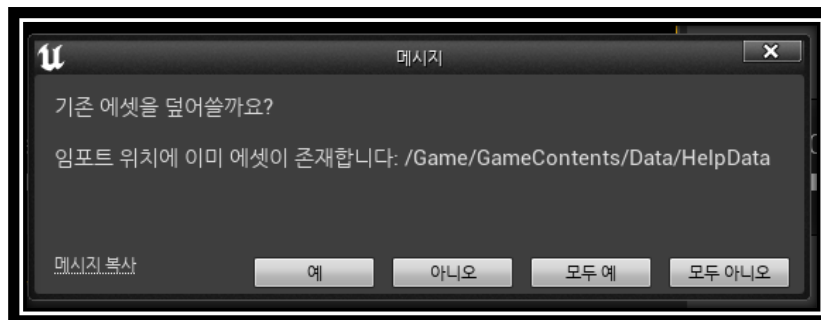 메시지
기존 에셋을 덮어쓸까요?
임포트 위치에 이미 에셋이 존재합니다: /Game/GameContents/Data/HelpData
메시지 복사
예
아니오
모두 예
모두 아니오